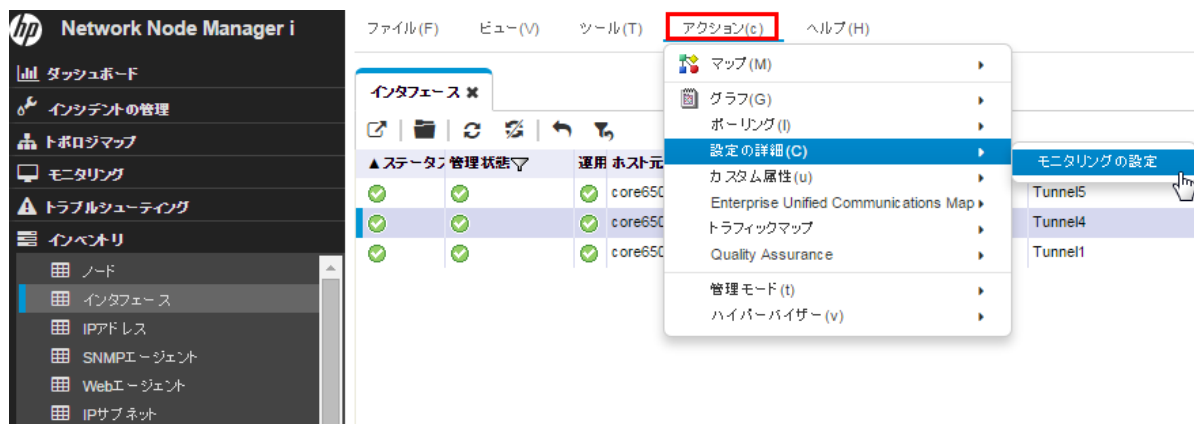 hp Network Node Manager i
ファイル(F) ビュー(V) ツール(T) アクション(c) ヘルプ(H)
ダッシュボード
インシデントの管理
トポロジマップ
モニタリング
トラブルシューティング
インベントリ
ノード
インタフェース
IPアドレス
SNMPエージェント
Webエージェント
IPサブネット
インタフェース
▲ステータス 管理状態 運用 ホスト元
core650 Tunnel5
core650 Tunnel4
core650 Tunnel1
マップ(M)
グラフ(G)
ポーリング(l)
設定の詳細(C)
カスタム属性(u)
Enterprise Unified Communications Map
トラフィックマップ
Quality Assurance
管理モード(t)
ハイパーバイザー(v)
モニタリングの設定